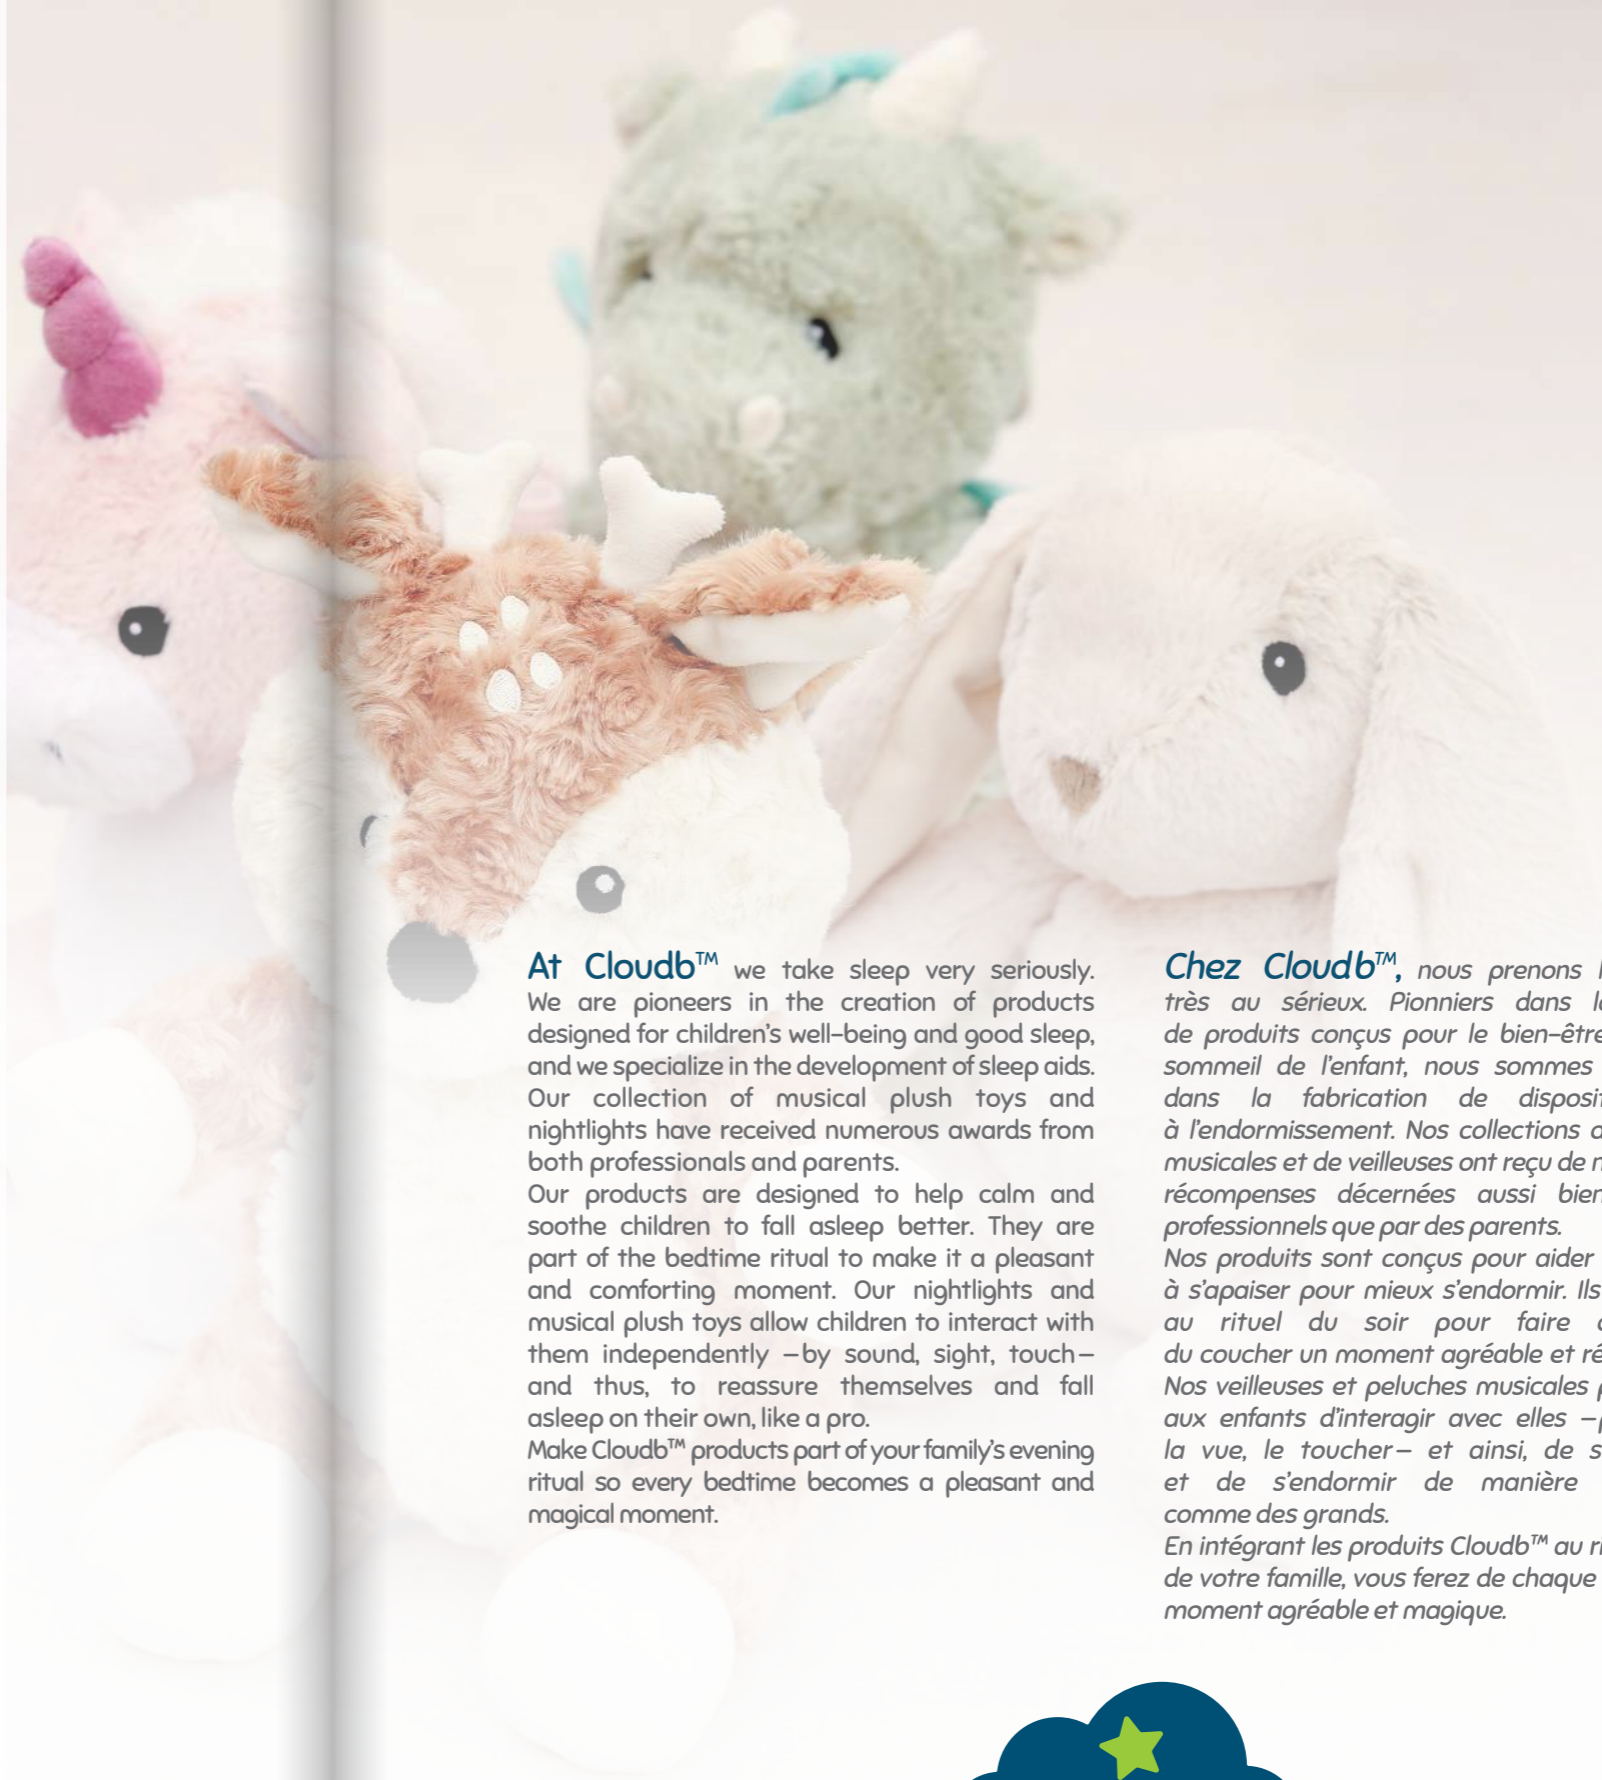 At Cloudb™ we take sleep very seriously.
We are pioneers in the creation of products
designed for children's well-being and good sleep,
and we specialize in the development of sleep aids.
Our collection of musical plush toys and
nightlights have received numerous awards from
both professionals and parents.
Our products are designed to help calm and
soothe children to fall asleep better. They are
part of the bedtime ritual to make it a pleasant
and comforting moment. Our nightlights and
musical plush toys allow children to interact with
them independently –by sound, sight, touch–
and thus, to reassure themselves and fall
asleep on their own, like a pro.
Make Cloudb™ products part of your family's evening
ritual so every bedtime becomes a pleasant and
magical moment.
Chez Cloudb™, nous prenons
très au sérieux. Pionniers dans
de produits conçus pour le bien-être
sommeil de l'enfant, nous sommes
dans la fabrication de
à l'endormissement. Nos collections
musicales et de veilleuses ont reçu de
récompenses décernées aussi bien
professionnels que par des parents.
Nos produits sont conçus pour aider
à s'apaiser pour mieux s'endormir. Ils
au rituel du soir pour faire
du coucher un moment agréable et
Nos veilleuses et peluches musicales
aux enfants d'interagir avec elles –
la vue, le toucher– et ainsi, de
et de s'endormir de manière
comme des grands.
En intégrant les produits Cloudb™ au
de votre famille, vous ferez de chaque
moment agréable et magique.